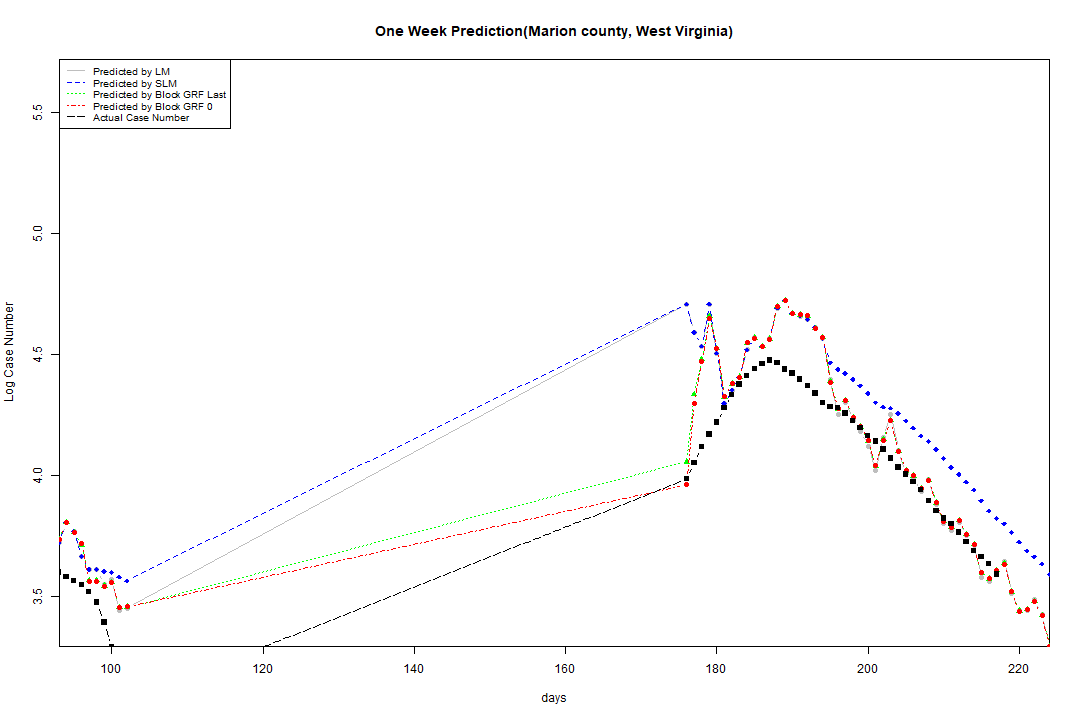 One Week Prediction(Marion county, West Virginia)
Predicted by LM
Predicted by SLM
Predicted by Block GRF Last
Predicted by Block GRF 0
Actual Case Number
5.5
5.0
4.5
4.0
3.5
Log Case Number
100 120 140 160 180 200 220
days